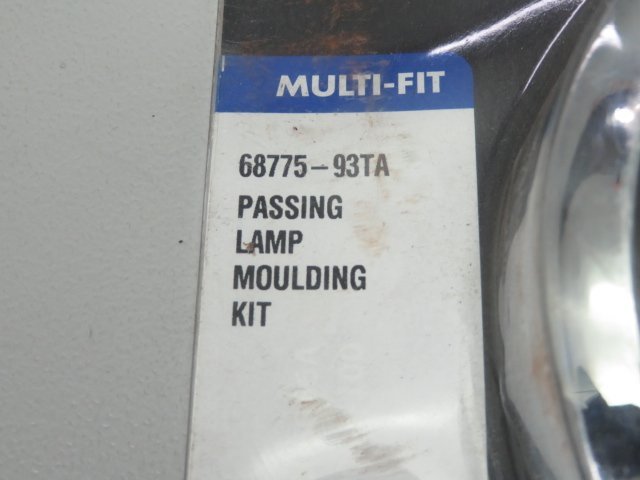 MULTI-FIT
68775-93TA
PASSING
LAMP
MOULDING
KIT